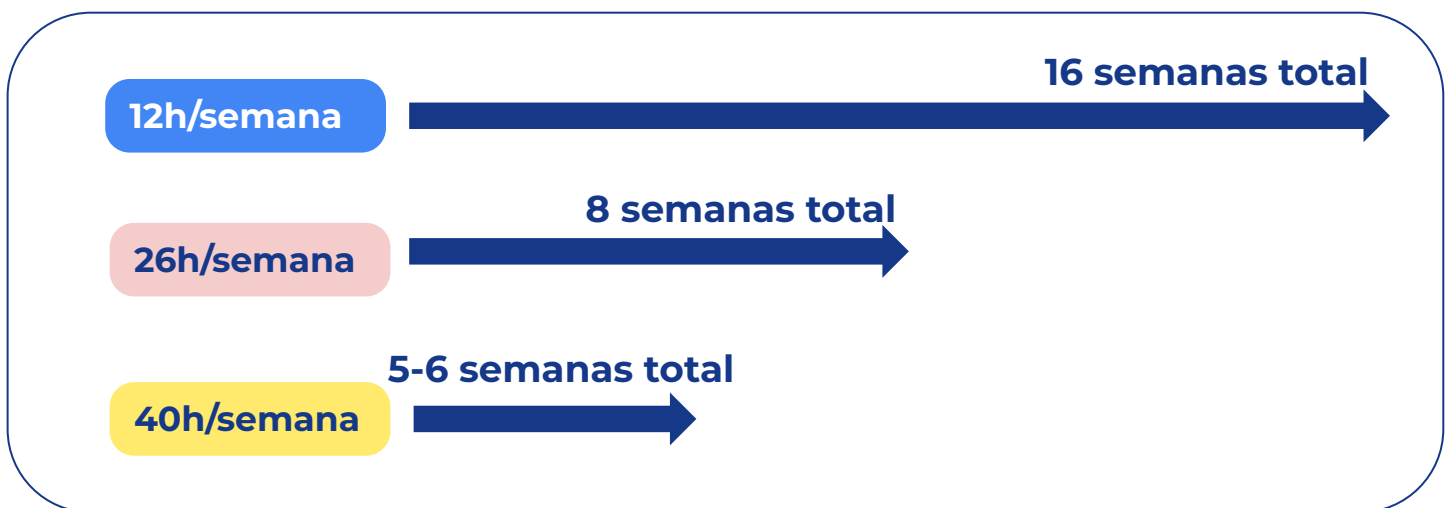 16 semanas total
12h/semana
8 semanas total
26h/semana
5-6 semanas total
40h/semana